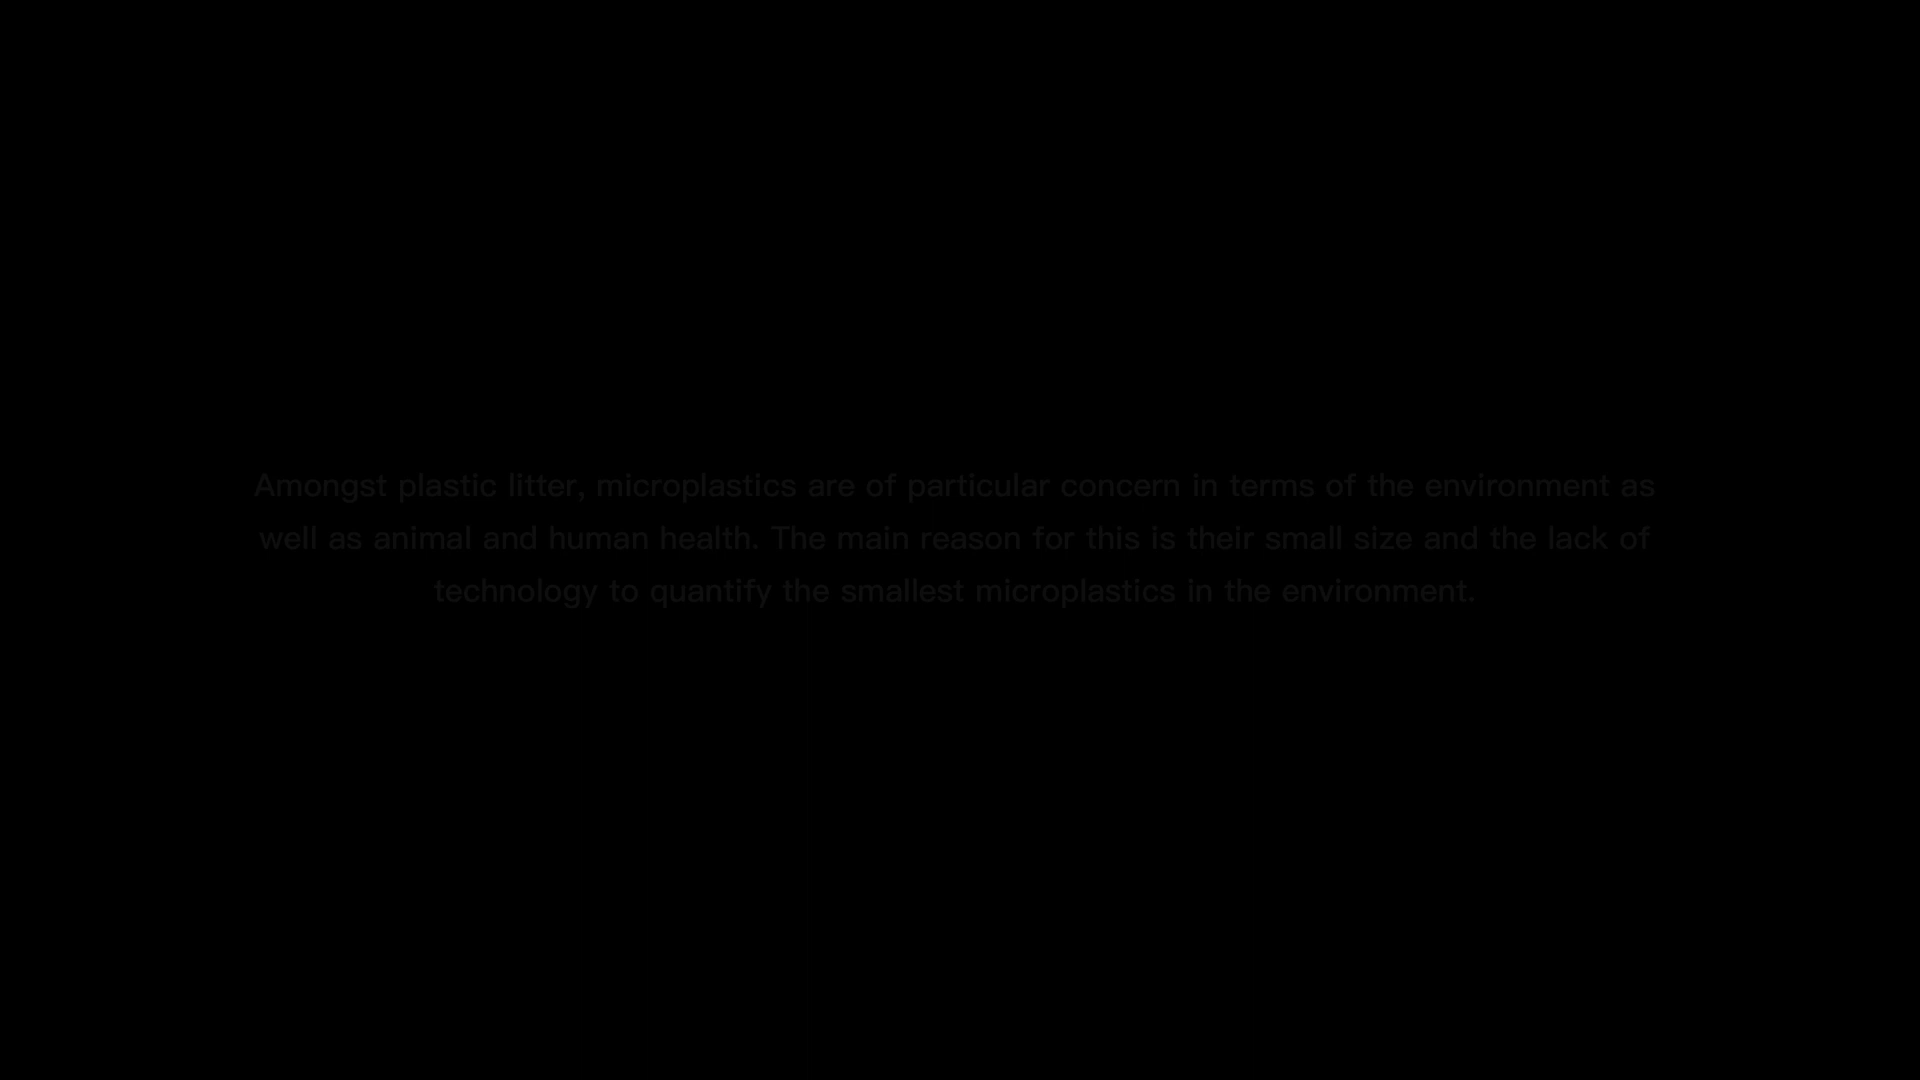 Amongst plastic litter, microplastics are of particular concern in terms of the environment as
well as animal and human health. The main reason for this is their small size and the lack of
technology to quantify the smallest microplastics in the environment.